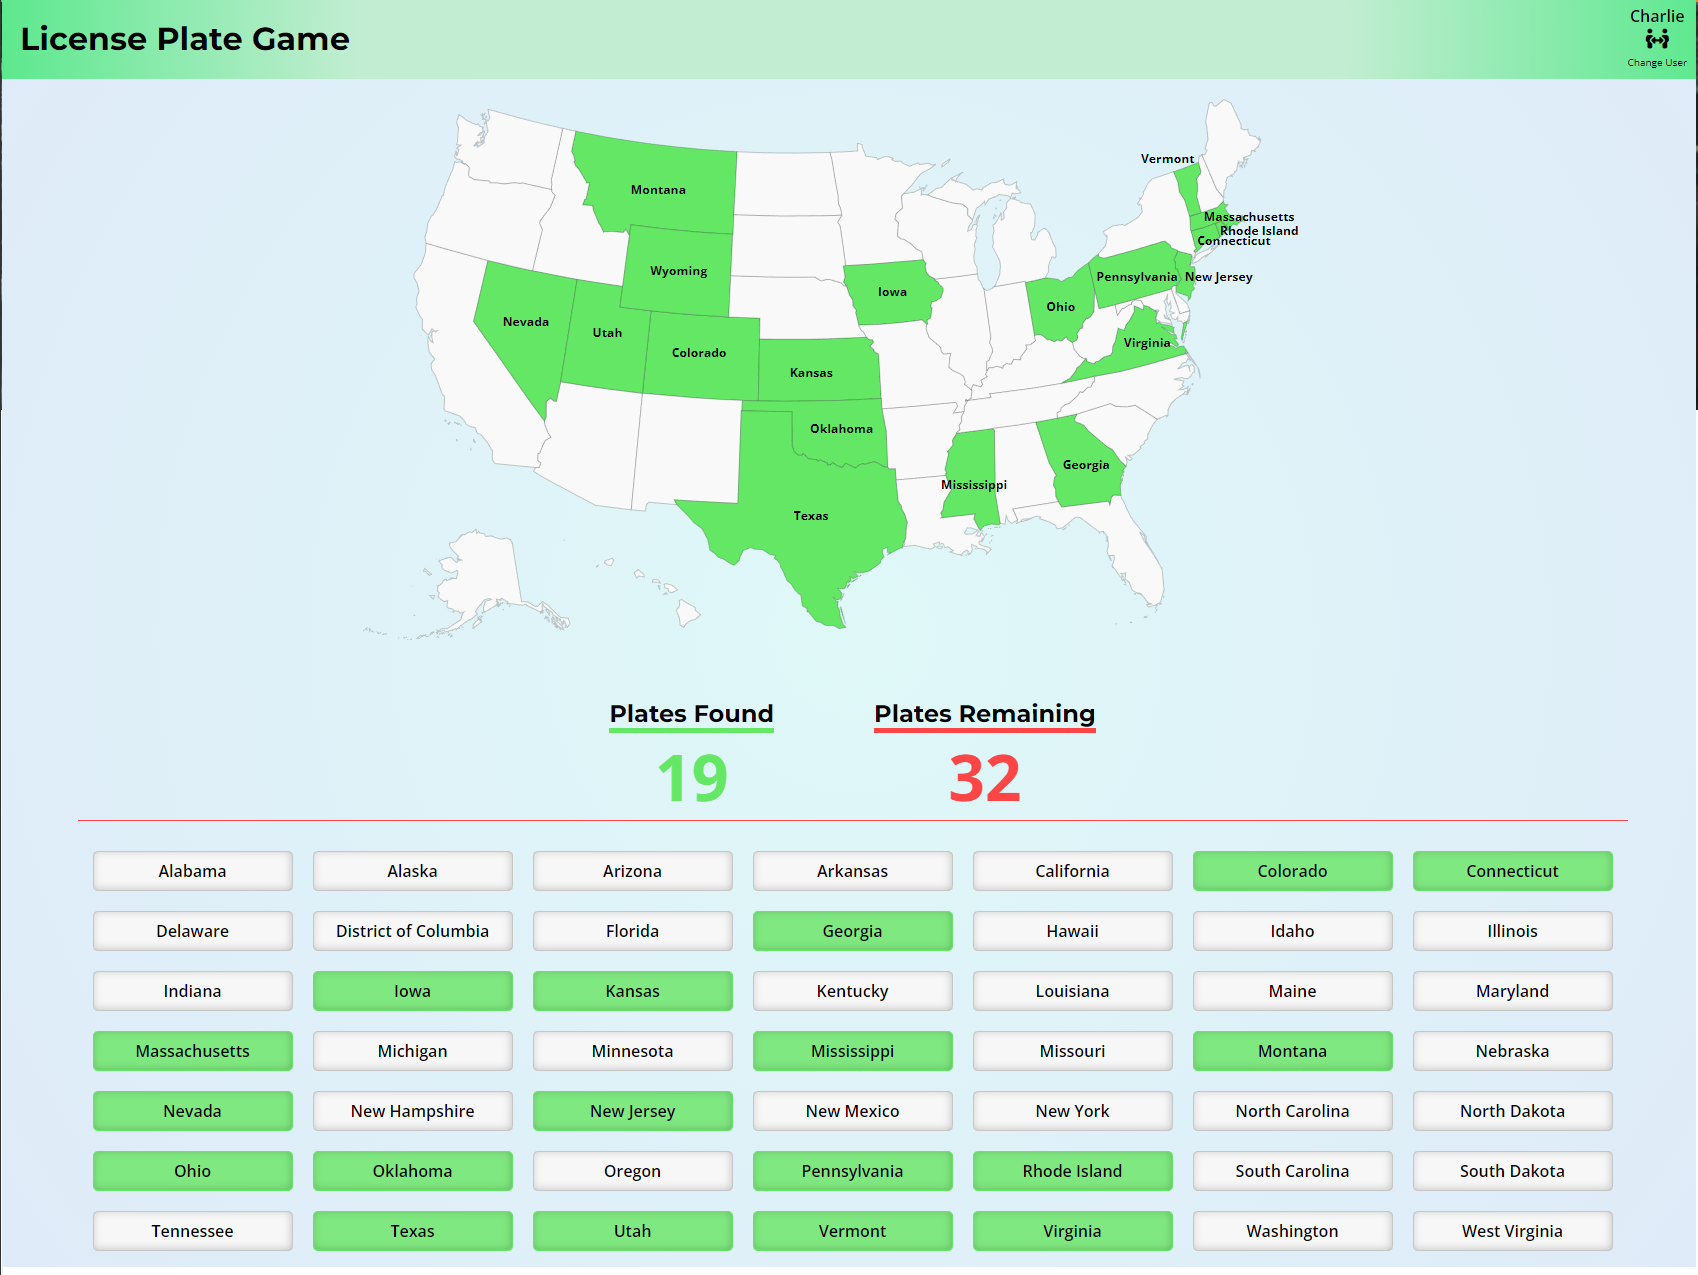 License Plate Game
Charlie
Change User
Vermont
Montana
Massachusetts
Rhode Island
Connecticut
Wyoming
Pennsylvania
New Jersey
Iowa
Ohio
Nevada
Utah
Virginia
Colorado
Kansas
Oklahoma
Georgia
Mississippi
Texas
Plates Found
Plates Remaining
19
32
Alabama
Alaska
Arizona
Arkansas
California
Colorado
Connecticut
Delaware
District of Columbia
Florida
Georgia
Hawaii
Idaho
Illinois
Indiana
Iowa
Kansas
Kentucky
Louisiana
Maine
Maryland
Massachusetts
Michigan
Minnesota
Mississippi
Missouri
Montana
Nebraska
Nevada
New Hampshire
New Jersey
New Mexico
New York
North Carolina
North Dakota
Ohio
Oklahoma
Oregon
Pennsylvania
Rhode Island
South Carolina
South Dakota
Tennessee
Texas
Utah
Vermont
Virginia
Washington
West Virginia